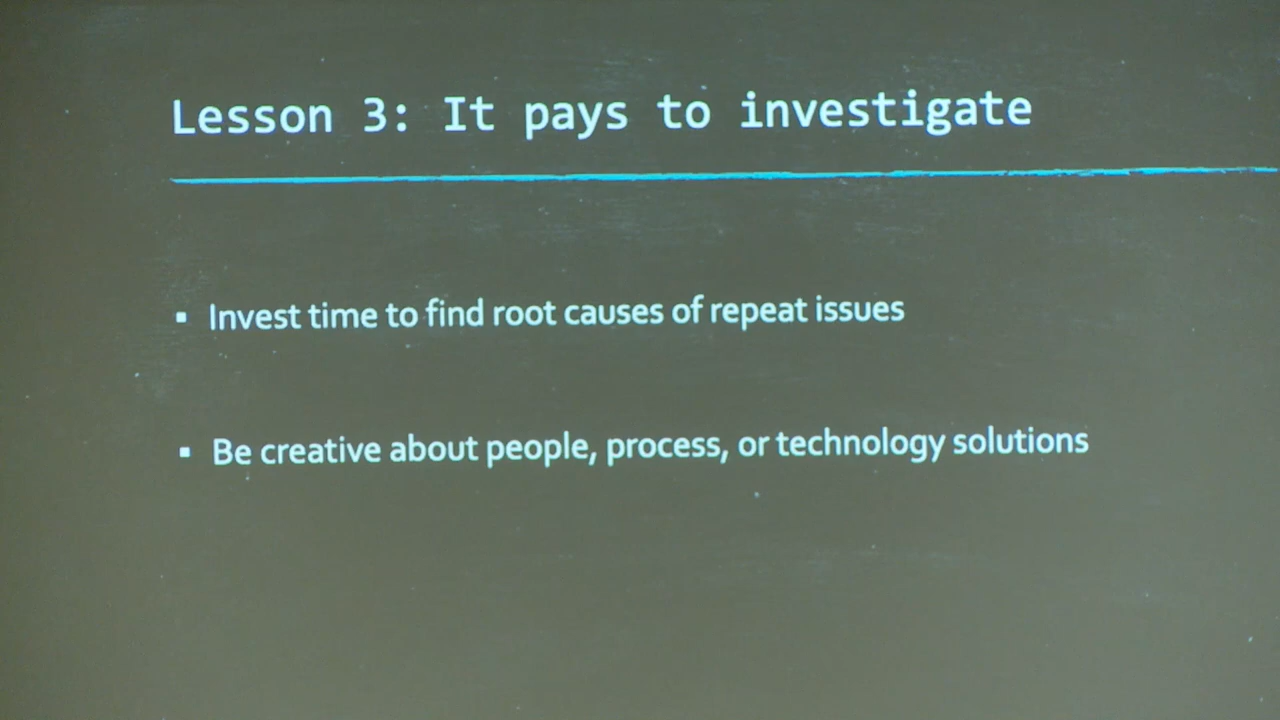 Lesson 3: It pays to investigate
▪ Invest time to find root causes of repeat issues
▪ Be creative about people, process, or technology solutions